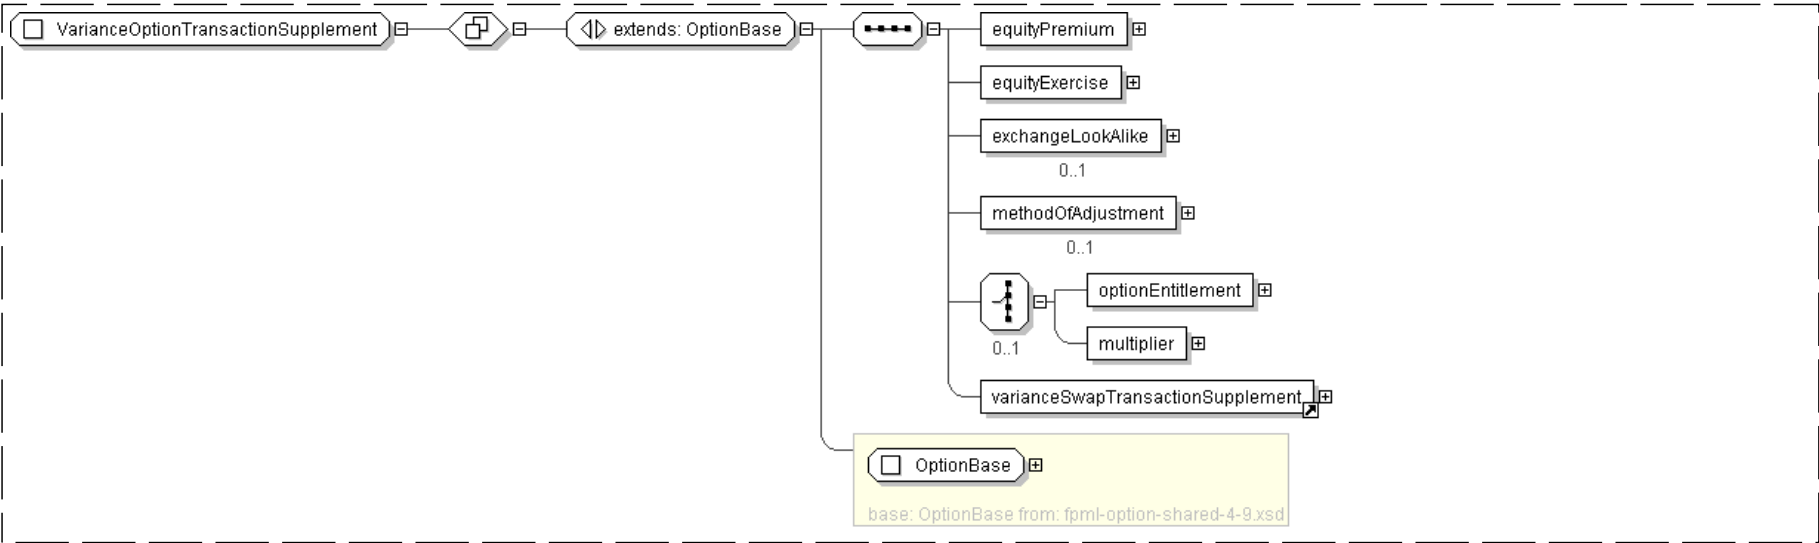 VarianceOptionTransactionSupplement
extends: OptionBase
equityPremium
equityExercise
exchangeLookAlike
0..1
methodOfAdjustment
0..1
optionEntitlement
multiplier
0..1
varianceSwapTransactionSupplement
OptionBase
base: OptionBase from: fpml-option-shared-4-9.xsd